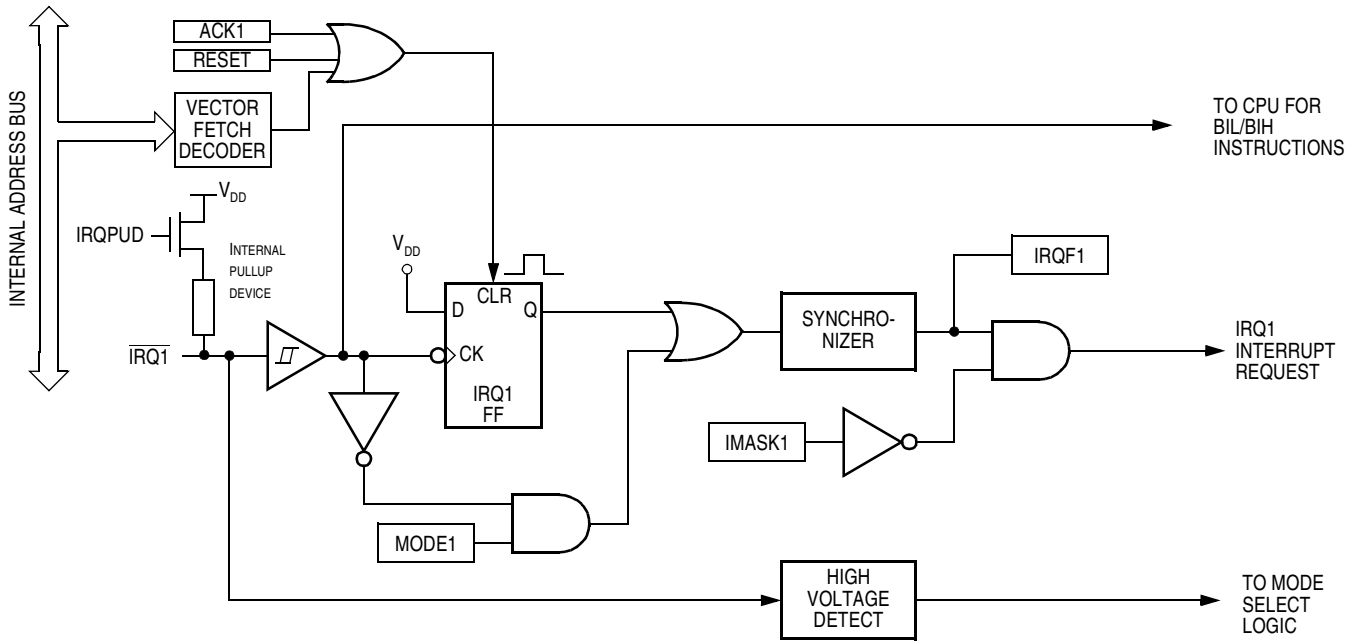 ACK1
RESET
VECTOR
FETCH
DECODER
INTERNAL ADDRESS BUS
TO CPU FOR
BIL/BIH
INSTRUCTIONS
VDD
IRQPUD
INTERNAL
PULLUP
DEVICE
VDD
CLR
D
Q
CK
IRQ1
FF
IRQ1
SYNCHRO-
NIZER
IRQF1
IRQ1
INTERRUPT
REQUEST
IMASK1
MODE1
HIGH
VOLTAGE
DETECT
TO MODE
SELECT
LOGIC